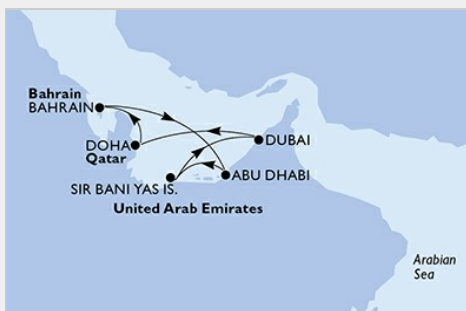 Bahrain
BAHRAIN
DOHA
Qatar
DUBAI
SIR BANI YAS IS.
ABU DHABI
United Arab Emirates
Arabian
Sea